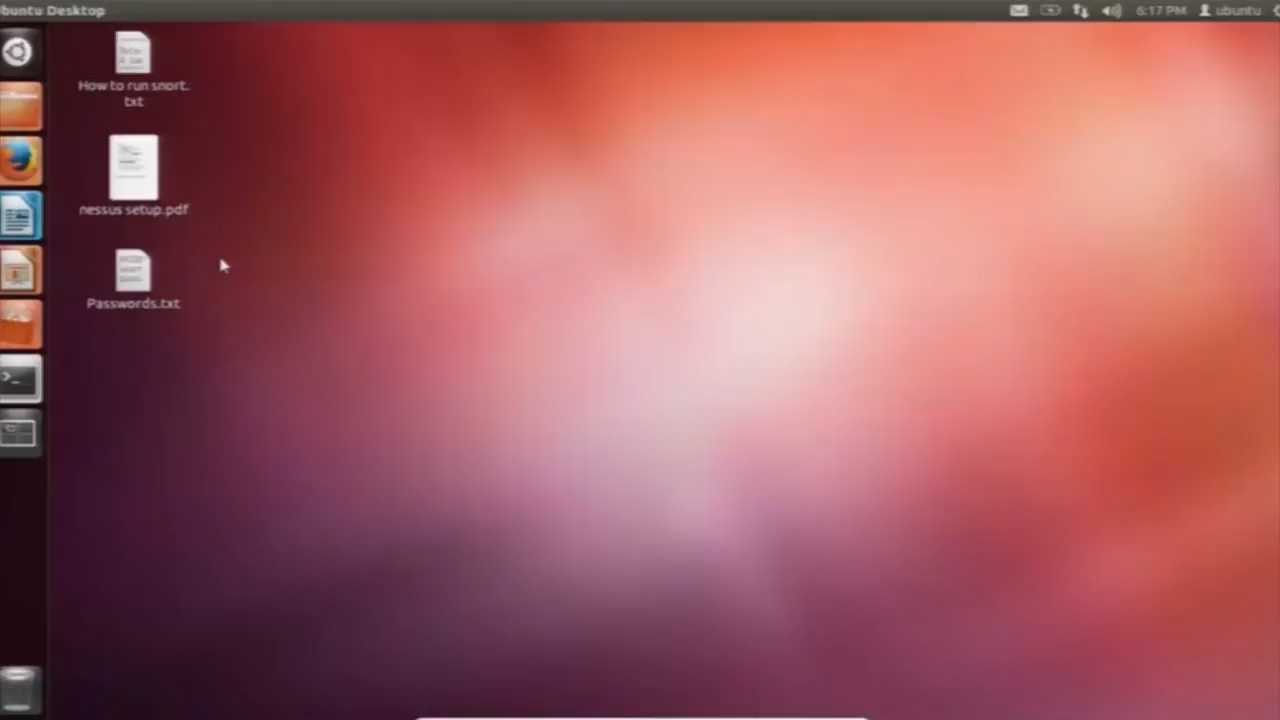 buntu Desktop
6:17 PM
ubuntu
How to run snort.
txt
nessus setup.pdf
Passwords.txt